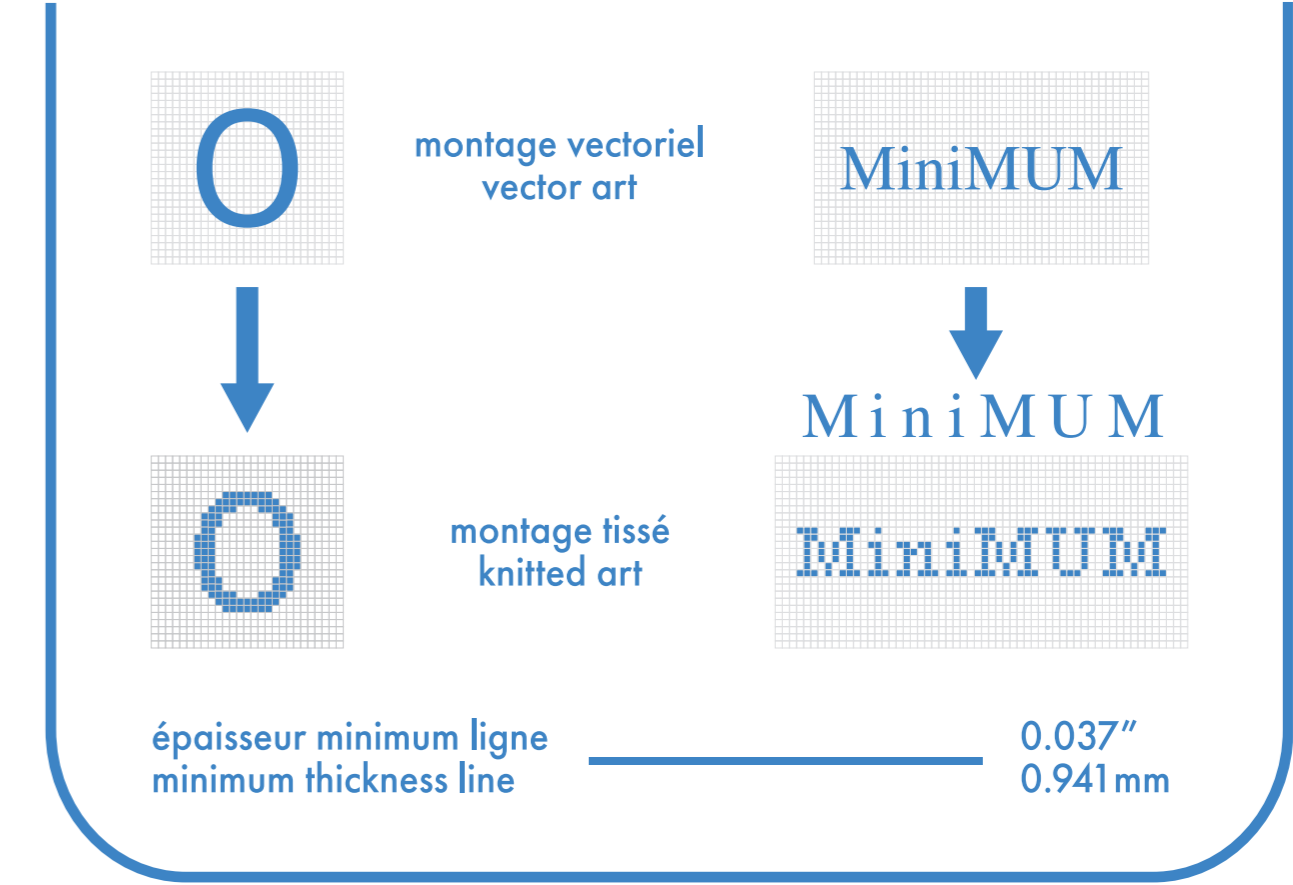 O
montage vectoriel
vector art
MiniMUM
MiniMUM
O
montage tissé
knitted art
MiniMUM
épaisseur minimum ligne
minimum thickness line
0.037″
0.941mm